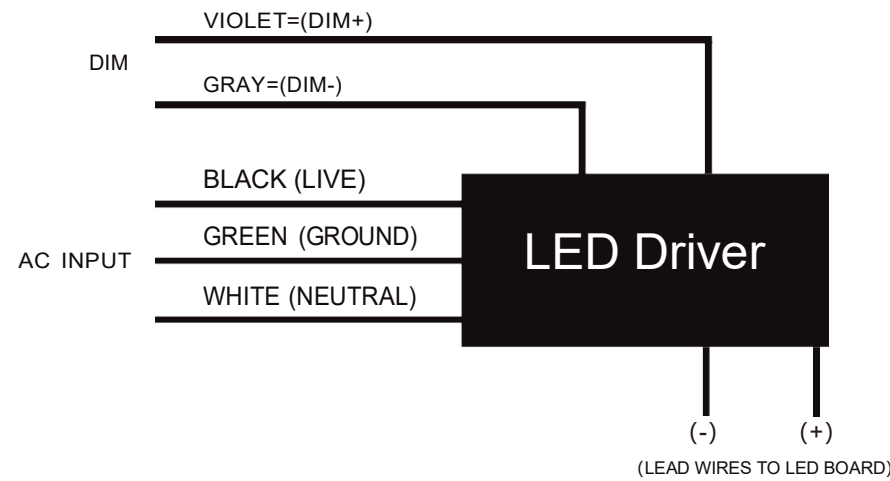 VIOLET=(DIM+)
DIM
GRAY=(DIM-)
BLACK (LIVE)
GREEN (GROUND)
AC INPUT
WHITE (NEUTRAL)
LED Driver
(-)
(+)
(LEAD WIRES TO LED BOARD)